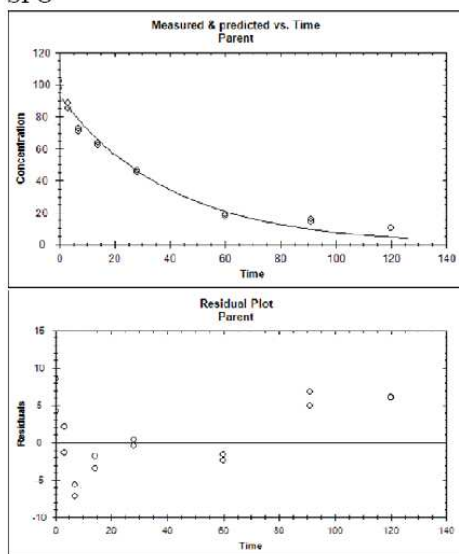 Measured & predicted vs. Time
Parent
120
100
80
60
40
20
0
Concentration
0 20 40 60 80 100 120 140
Time
Residual Plot
Parent
15
10
5
0
-5
-10
Residuals
0 20 40 60 80 100 120 140
Time